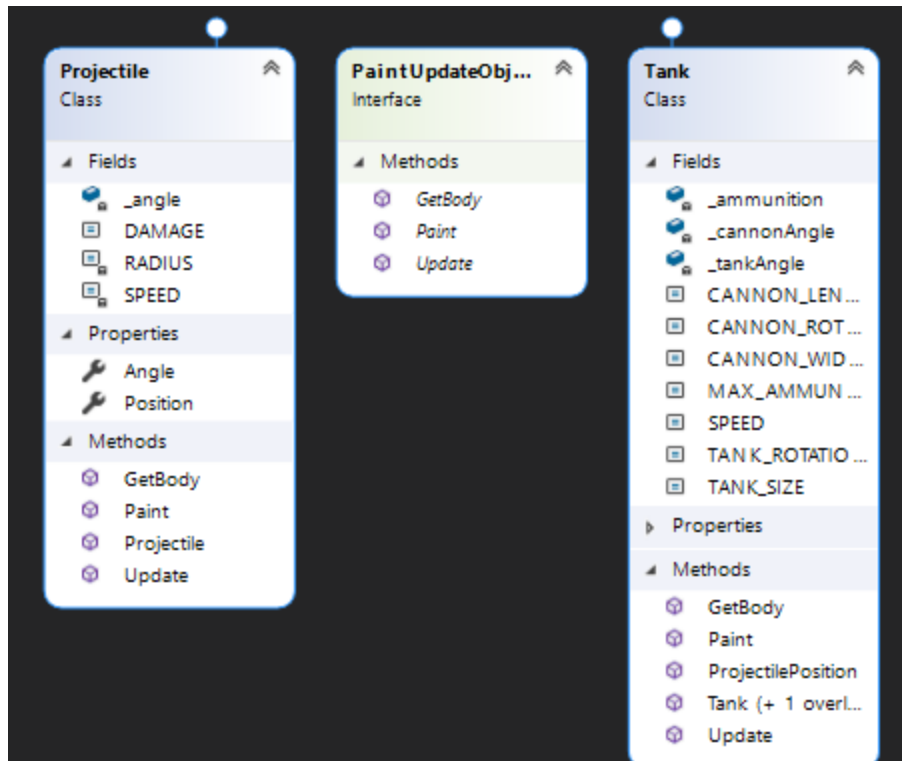 Projectile
Class
Fields
_angle
DAMAGE
RADIUS
SPEED
Properties
Angle
Position
Methods
GetBody
Paint
Projectile
Update
PaintUpdateObj...
Interface
Methods
GetBody
Paint
Update
Tank
Class
Fields
_ammunition
_cannonAngle
_tankAngle
CANNON_LEN...
CANNON_ROT...
CANNON_WID...
MAX_AMMUN...
SPEED
TANK_ROTATIO...
TANK_SIZE
Properties
Methods
GetBody
Paint
ProjectilePosition
Tank (+ 1 overl...
Update